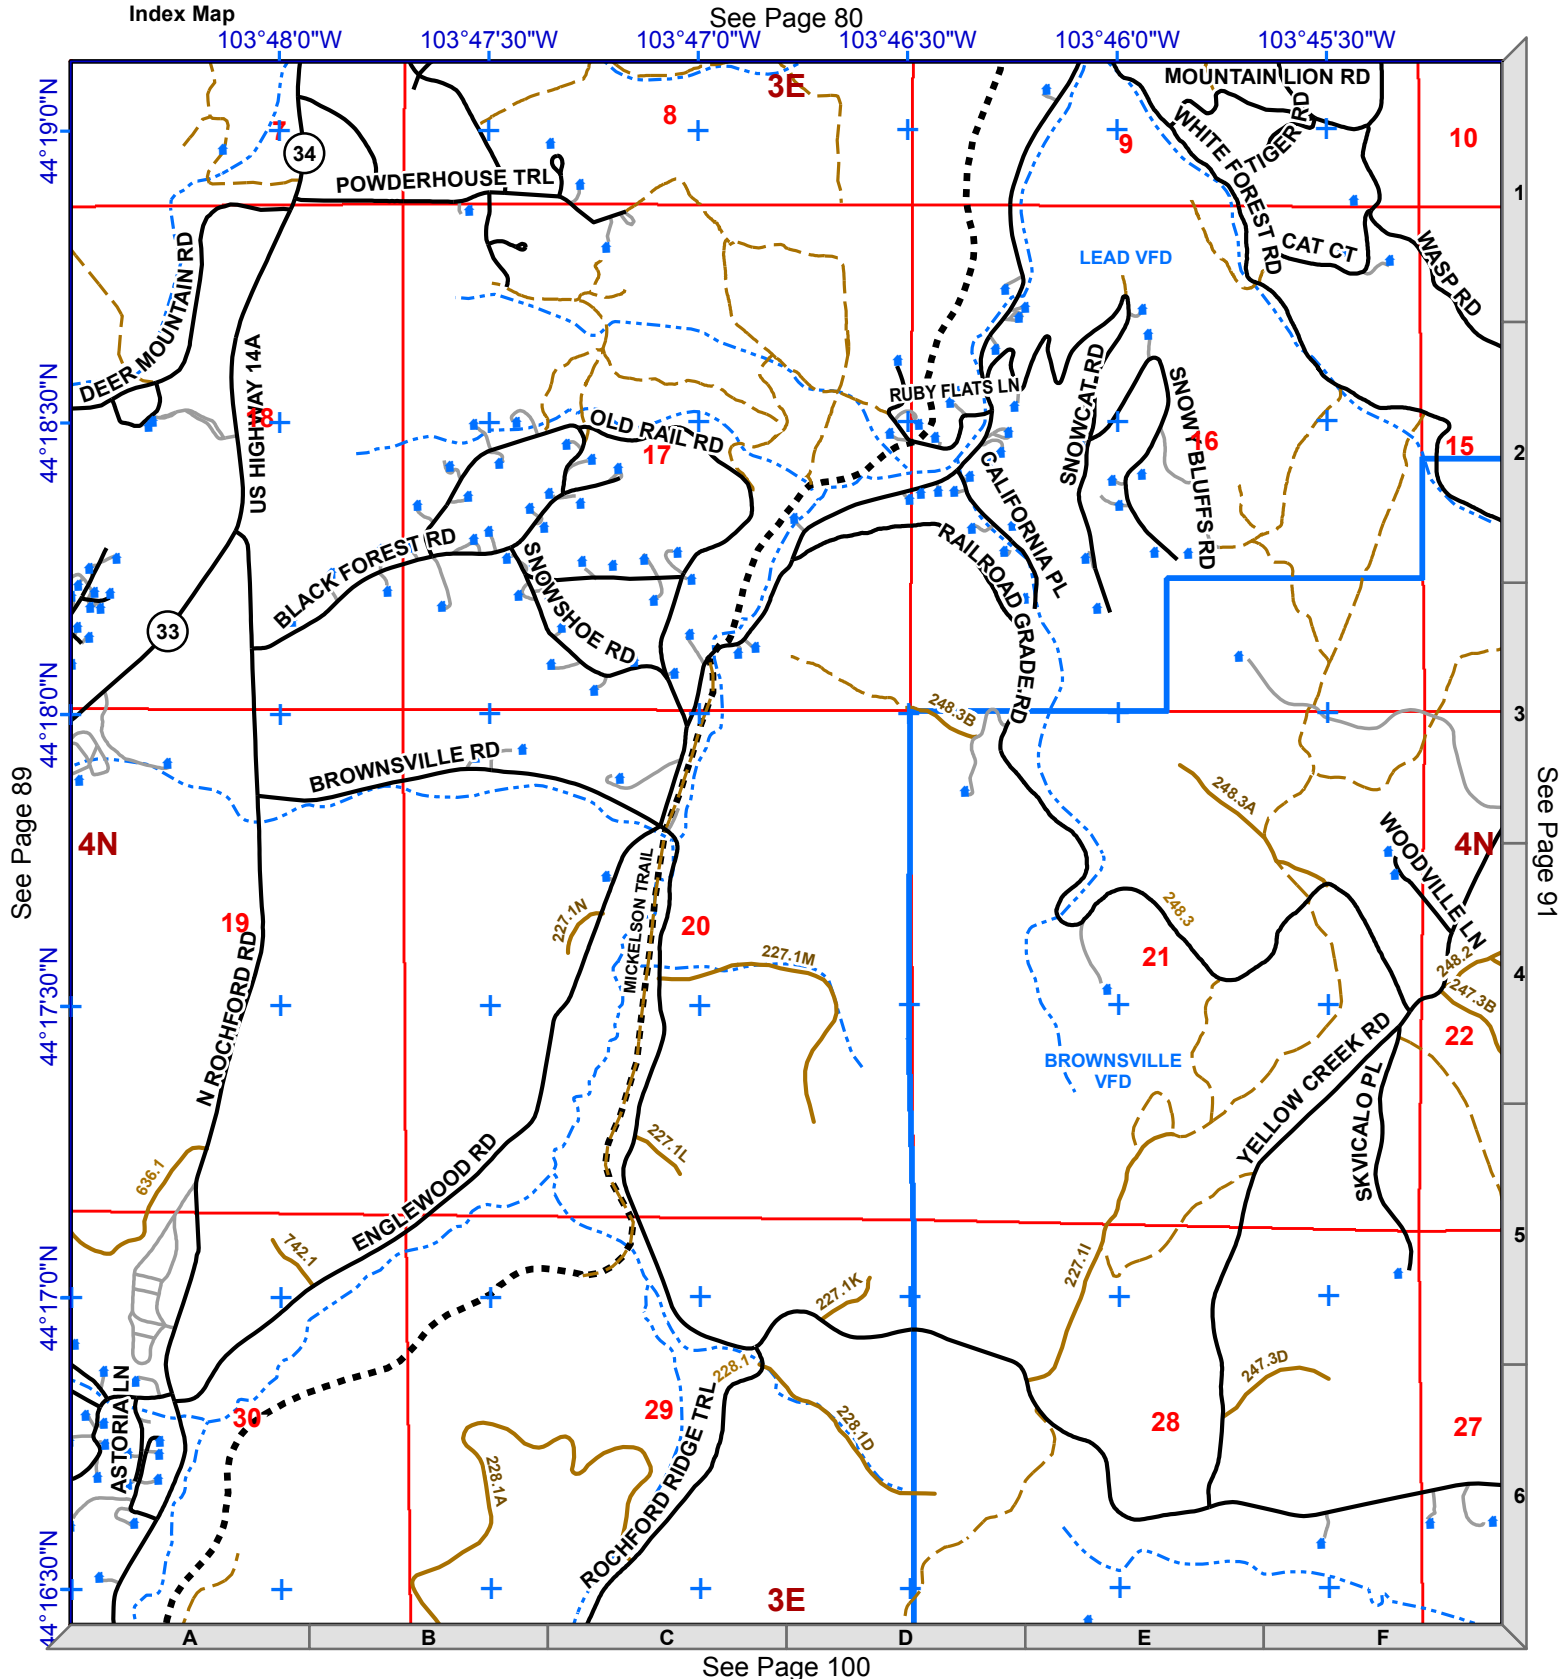 Index Map
See Page 80
103°48'0"W
103°47'30"W
103°47'0"W
103°46'30"W
103°46'0"W
103°45'30"W
3E
MOUNTAIN LION RD
7
8
9
10
44°19'0"N
34
WHITE FOREST RD
TIGER RD
POWDERHOUSE TRL
1
DEER MOUNTAIN RD
LEAD VFD
CAT CT
WASP RD
US HIGHWAY 14A
44°18'30"N
18
RUBY FLATS LN
SNOWCAT RD
SNOWY BLUFFS RD
OLD RAIL RD
17
16
15
2
CALIFORNIA PL
BLACK FOREST RD
SNOWSHOE RD
RAILROAD GRADE RD
33
44°18'0"N
248.3B
3
BROWNSVILLE RD
248.3A
See Page 89
4N
WOODVILLE LN
4N
See Page 91
MICKELSON TRAIL
19
227.1N
20
248.3
21
227.1M
248.2
4
N ROCHFORD RD
247.3B
44°17'30"N
22
BROWNSVILLE
VFD
YELLOW CREEK RD
SKVICALO PL
227.1L
636.1
ENGLEWOOD RD
742.1
5
227.1I
44°17'0"N
227.1K
228.1
247.3D
ASTORIA LN
30
29
ROCHFORD RIDGE TRL
228.1D
28
27
228.1A
6
44°16'30"N
3E
A
B
C
D
E
F
See Page 100